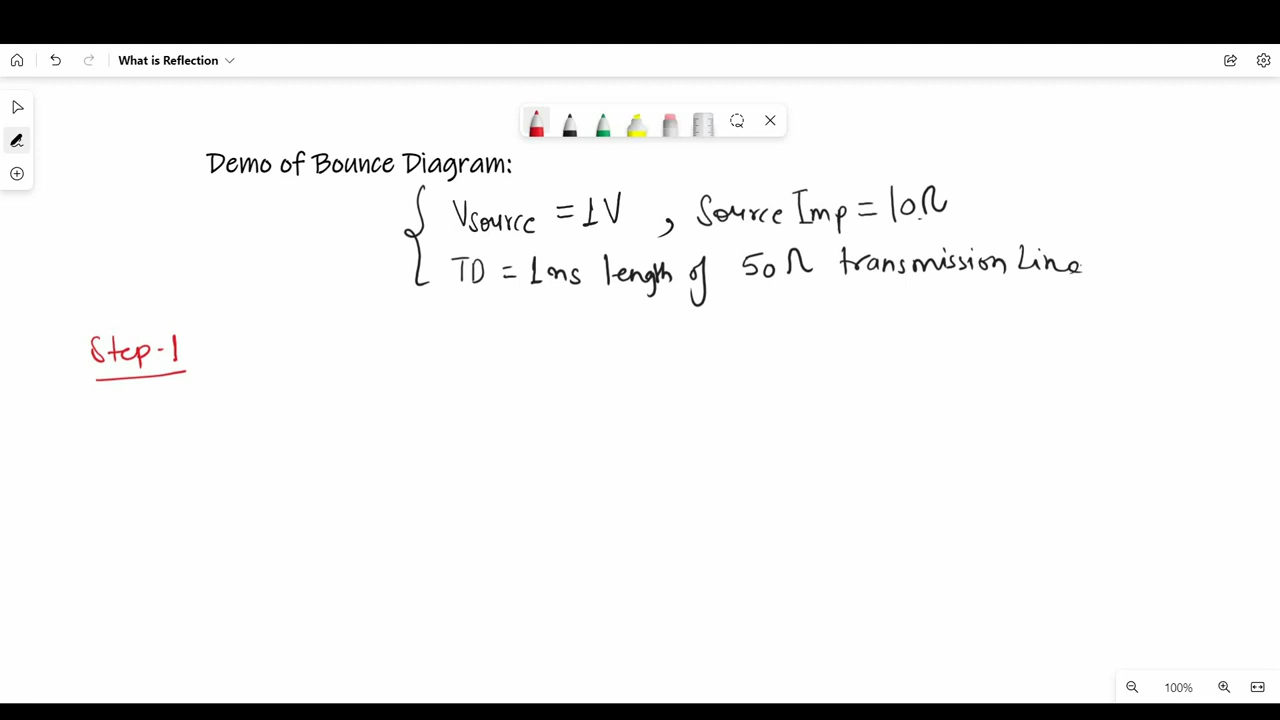 What is Reflection
Demo of Bounce Diagram:
Vsource = 1V , Source Imp = 10Ω
TD = 1ns length of 50Ω transmission Line
Step-1
100%